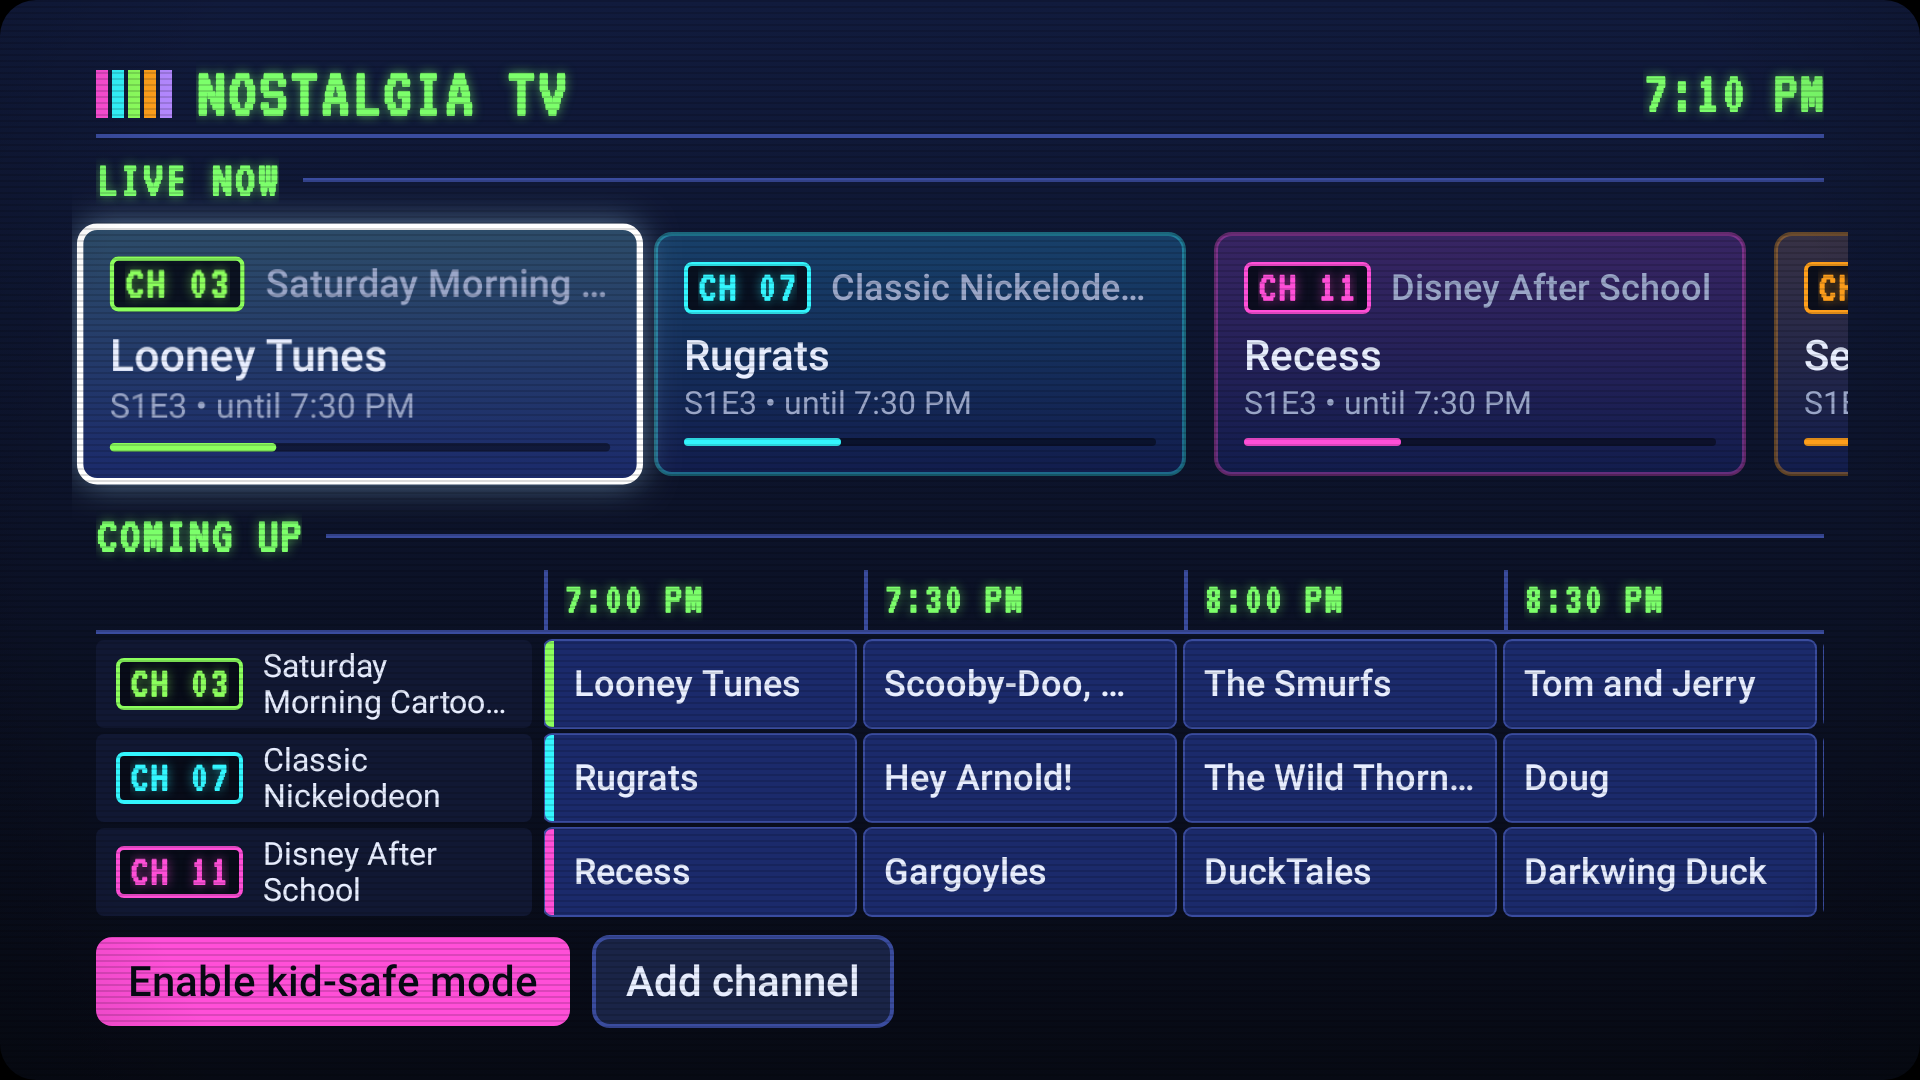 NOSTALGIA TV
7:10 PM
LIVE NOW
CH 03 Saturday Morning ...
Looney Tunes
S1E3 • until 7:30 PM
CH 07 Classic Nickelode...
Rugrats
S1E3 • until 7:30 PM
CH 11 Disney After School
Recess
S1E3 • until 7:30 PM
COMING UP
7:00 PM 7:30 PM 8:00 PM 8:30 PM
CH 03 Saturday
Morning Cartoo...
Looney Tunes Scooby-Doo, ... The Smurfs Tom and Jerry
CH 07 Classic
Nickelodeon
Rugrats Hey Arnold! The Wild Thorn... Doug
CH 11 Disney After
School
Recess Gargoyles DuckTales Darkwing Duck
Enable kid-safe mode Add channel